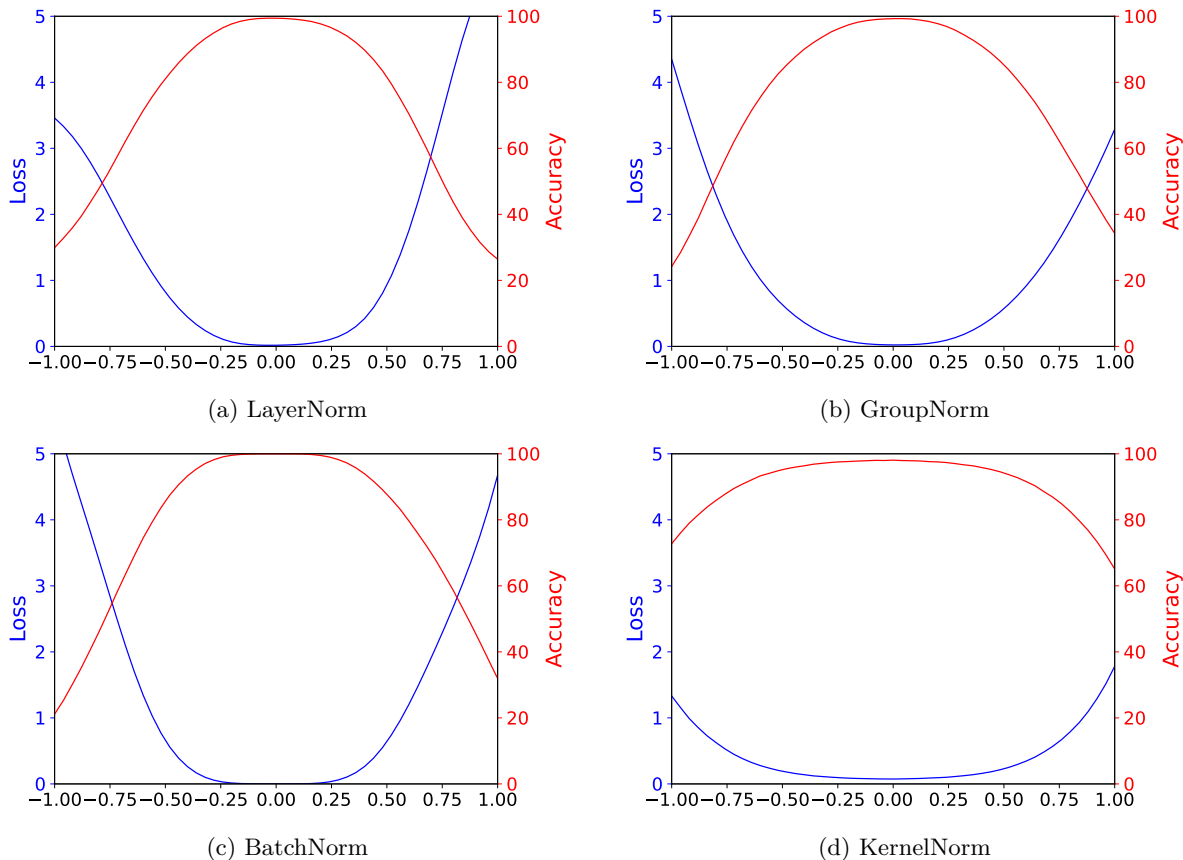 5 100 5 100
4 80 4 80
3 60 3 60
2 40 2 40
1 20 1 20
0 0 0 0
Loss Accuracy Loss Accuracy
−1.00 −0.75 −0.50 −0.25 0.00 0.25 0.50 0.75 1.00 −1.00 −0.75 −0.50 −0.25 0.00 0.25 0.50 0.75 1.00
(a) LayerNorm (b) GroupNorm
5 100 5 100
4 80 4 80
3 60 3 60
2 40 2 40
1 20 1 20
0 0 0 0
Loss Accuracy Loss Accuracy
−1.00 −0.75 −0.50 −0.25 0.00 0.25 0.50 0.75 1.00 −1.00 −0.75 −0.50 −0.25 0.00 0.25 0.50 0.75 1.00
(c) BatchNorm (d) KernelNorm